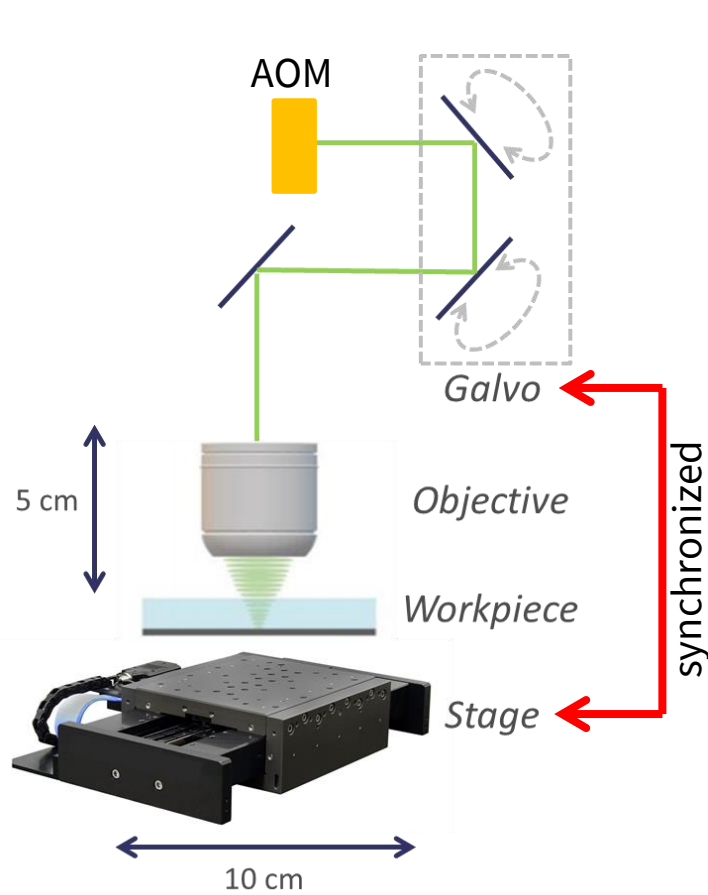 AOM
Galvo
5 cm
Objective
synchronized
Workpiece
Stage
10 cm